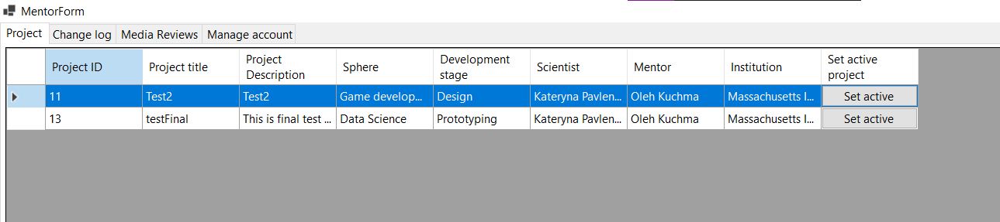 MentorForm
Project Change log Media Reviews Manage account
Project ID Project title Project Description Sphere Development stage Scientist Mentor Institution Set active project
11 Test2 Test2 Game develop... Design Kateryna Pavlen... Oleh Kuchma Massachusetts I... Set active
13 testFinal This is final test ... Data Science Prototyping Kateryna Pavlen... Oleh Kuchma Massachusetts I... Set active